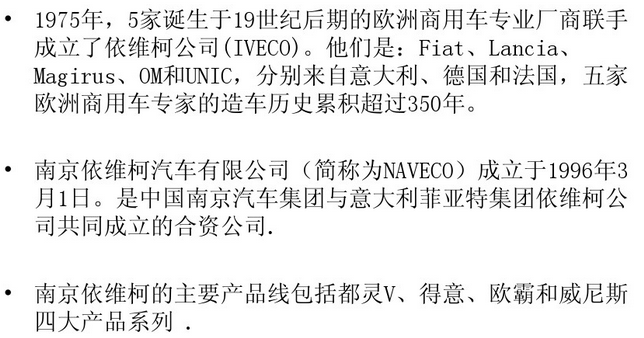 • 1975年，5家诞生于19世纪后期的欧洲商用车专业厂商联手
成立了依维柯公司(IVECO)。他们是：Fiat、Lancia、
Magirus、OM和UNIC，分别来自意大利、德国和法国，五家
欧洲商用车专家的造车历史累积超过350年。
• 南京依维柯汽车有限公司（简称为NAVECO）成立于1996年3
月1日。是中国南京汽车集团与意大利菲亚特集团依维柯公
司共同成立的合资公司.
• 南京依维柯的主要产品线包括都灵V、得意、欧霸和威尼斯
四大产品系列 .